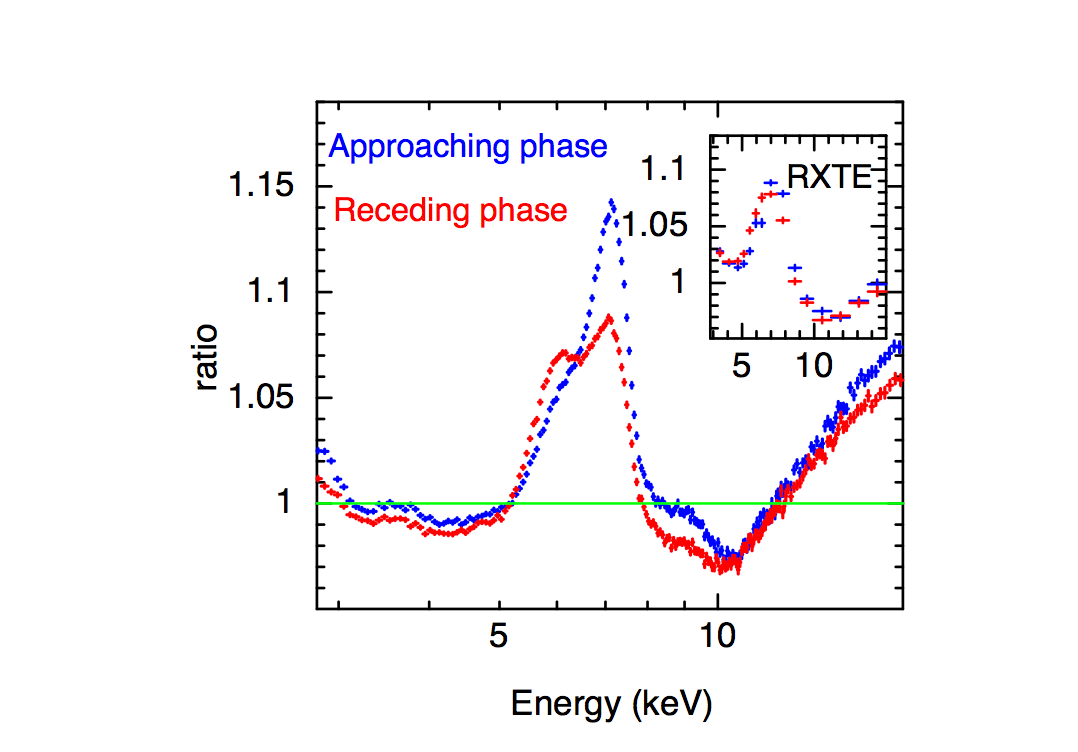 Approaching phase
Receding phase
RXTE
1.1
1.05
1
5 10
1.15
1.1
1.05
1
ratio
5 10
Energy (keV)